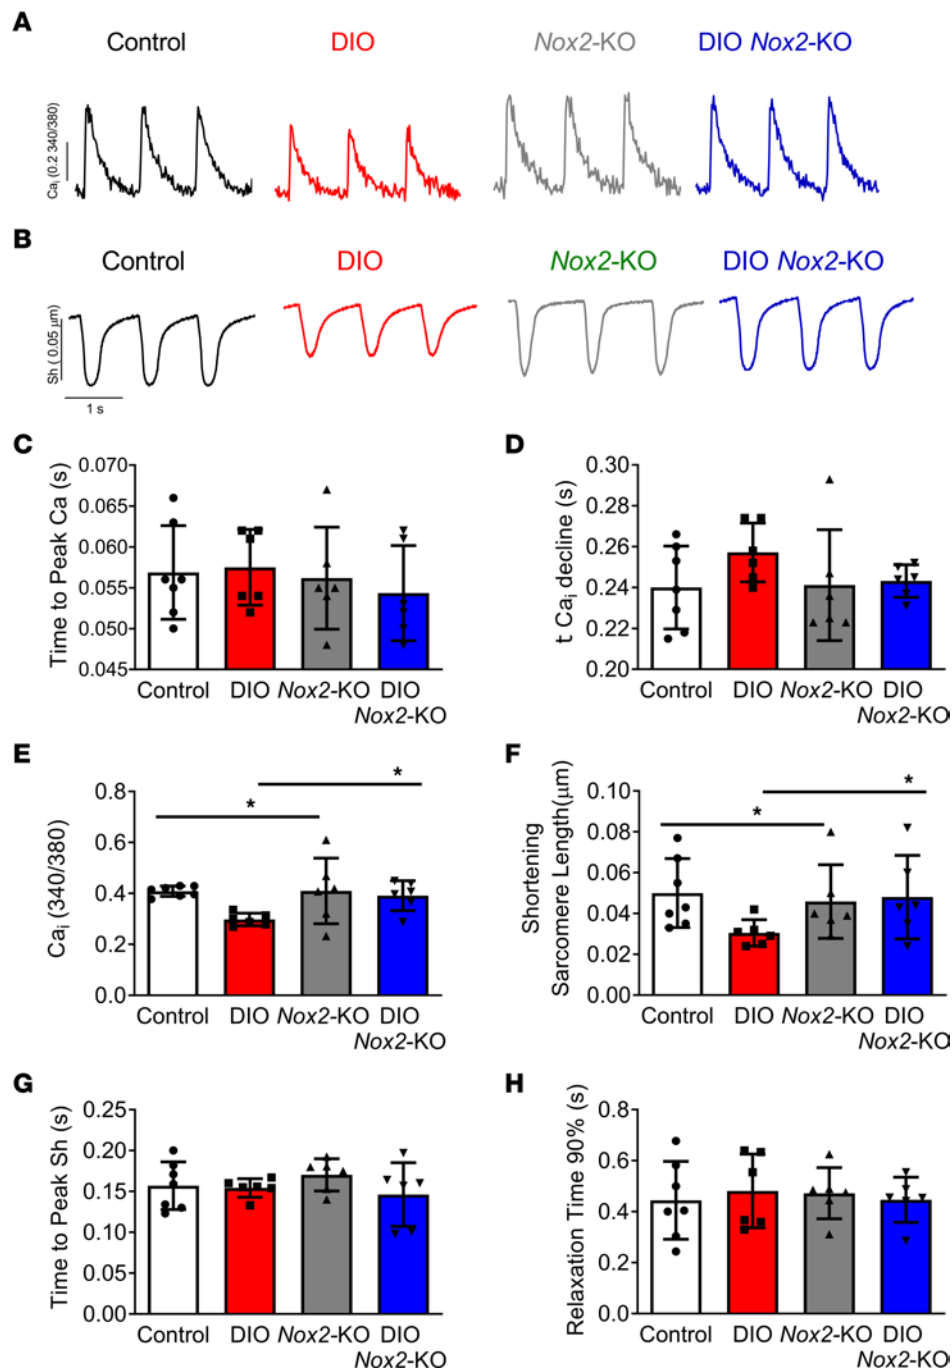 A
Control DIO Nox2-KO DIO Nox2-KO
Ca, (0.2 340/380)
B
Control DIO Nox2-KO DIO Nox2-KO
Sh ( 0.05 µm)
1 s
C
Time to Peak Ca (s)
0.070
0.065
0.060
0.055
0.050
0.045
Control DIO Nox2-KO DIO
Nox2-KO
D
t Cai decline (s)
0.30
0.28
0.26
0.24
0.22
0.20
Control DIO Nox2-KO DIO
Nox2-KO
E
Cai (340/380)
0.8
0.6
0.4
0.2
0.0
* *
Control DIO Nox2-KO DIO
Nox2-KO
F
Shortening
Sarcomere Length(µm)
0.10
0.08
0.06
0.04
0.02
0.00
* *
Control DIO Nox2-KO DIO
Nox2-KO
G
Time to Peak Sh (s)
0.25
0.20
0.15
0.10
0.05
0.00
Control DIO Nox2-KO DIO
Nox2-KO
H
Relaxation Time 90% (s)
0.8
0.6
0.4
0.2
0.0
Control DIO Nox2-KO DIO
Nox2-KO